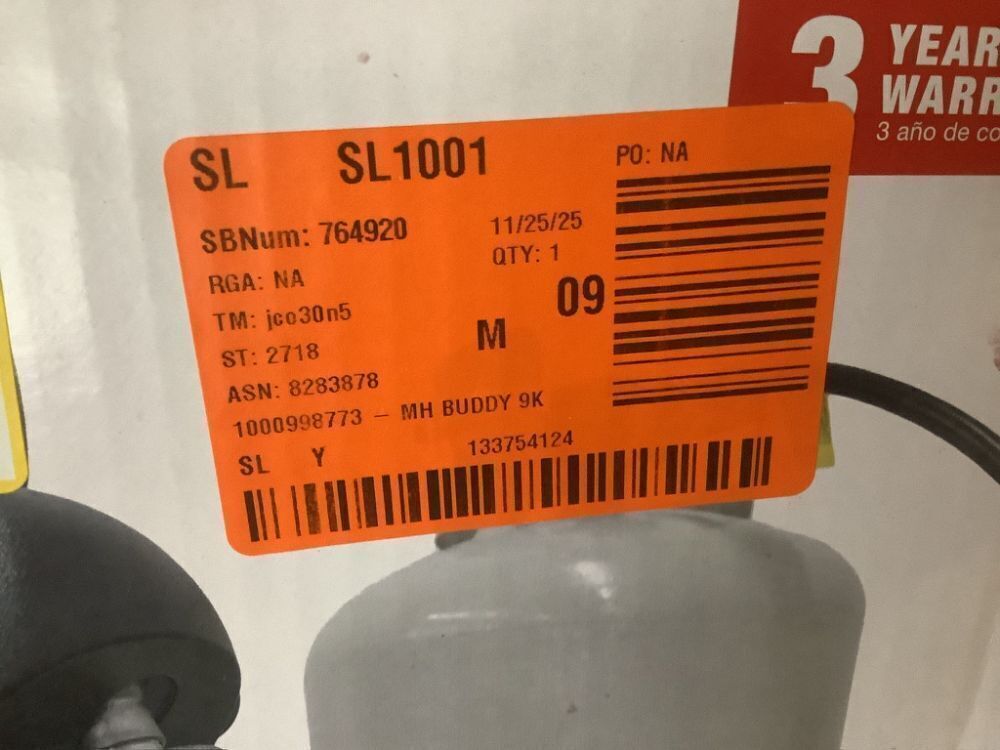 3 YEAR
WARR
3 año de co
SL SL1001 PO: NA
SBNum: 764920 11/25/25
RGA: NA QTY: 1
TM: jco30n5 09
ST: 2718 M
ASN: 8283878
1000998773 – MH BUDDY 9K
SL Y 133754124